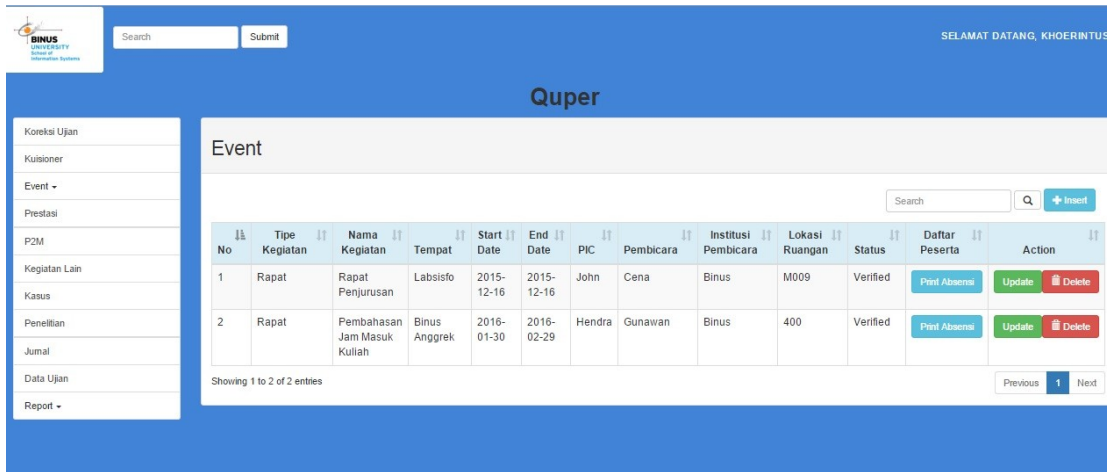 BINUS
UNIVERSITY
School of
Information Systems
Search
Submit
SELAMAT DATANG, KHOERINTUS
Quper
Koreksi Ujian
Kuisioner
Event
Prestasi
P2M
Kegiatan Lain
Kasus
Penelitian
Jurnal
Data Ujian
Report
Event
Search
Insert
No Tipe Kegiatan Nama Kegiatan Tempat Start Date End Date PIC Pembicara Institusi Pembicara Lokasi Ruangan Status Daftar Peserta Action
1 Rapat Rapat Penjurusan Labsisfo 2015-12-16 2015-12-16 John Cena Binus M009 Verified Print Absensi Update Delete
2 Rapat Pembahasan Jam Masuk Kuliah Binus Anggrek 2016-01-30 2016-02-29 Hendra Gunawan Binus 400 Verified Print Absensi Update Delete
Showing 1 to 2 of 2 entries
Previous 1 Next